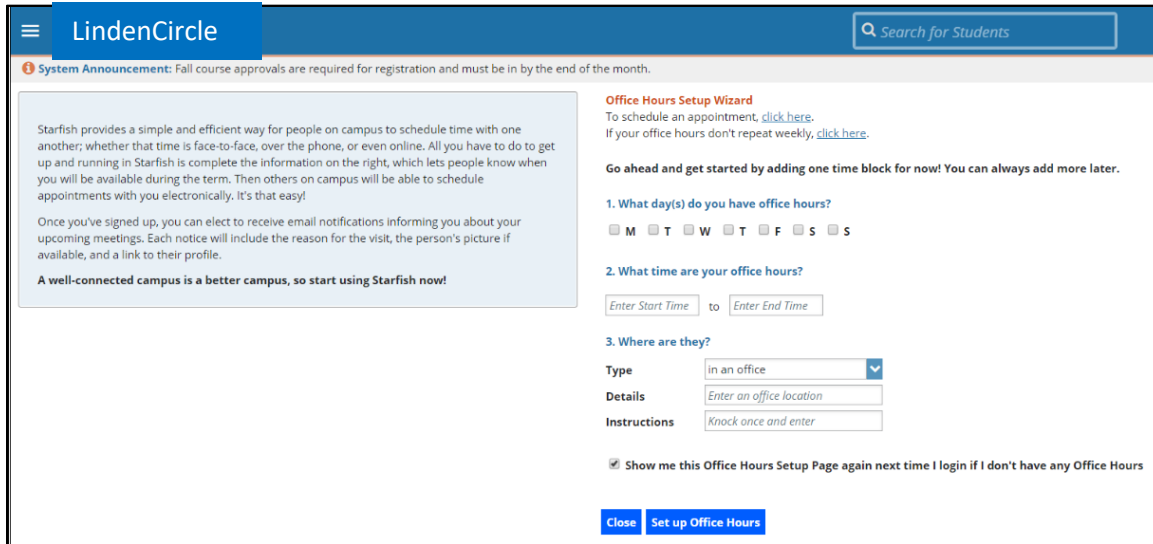 LindenCircle
Search for Students
System Announcement: Fall course approvals are required for registration and must be in by the end of the month.
Starfish provides a simple and efficient way for people on campus to schedule time with one
another; whether that time is face-to-face, over the phone, or even online. All you have to do to get
up and running in Starfish is complete the information on the right, which lets people know when
you will be available during the term. Then others on campus will be able to schedule
appointments with you electronically. It's that easy!
Once you've signed up, you can elect to receive email notifications informing you about your
upcoming meetings. Each notice will include the reason for the visit, the person's picture if
available, and a link to their profile.
A well-connected campus is a better campus, so start using Starfish now!
Office Hours Setup Wizard
To schedule an appointment, click here.
If your office hours don't repeat weekly, click here.
Go ahead and get started by adding one time block for now! You can always add more later.
1. What day(s) do you have office hours?
M T W T F S S
2. What time are your office hours?
Enter Start Time to Enter End Time
3. Where are they?
Type in an office
Details Enter an office location
Instructions Knock once and enter
Show me this Office Hours Setup Page again next time I login if I don't have any Office Hours
Close Set up Office Hours